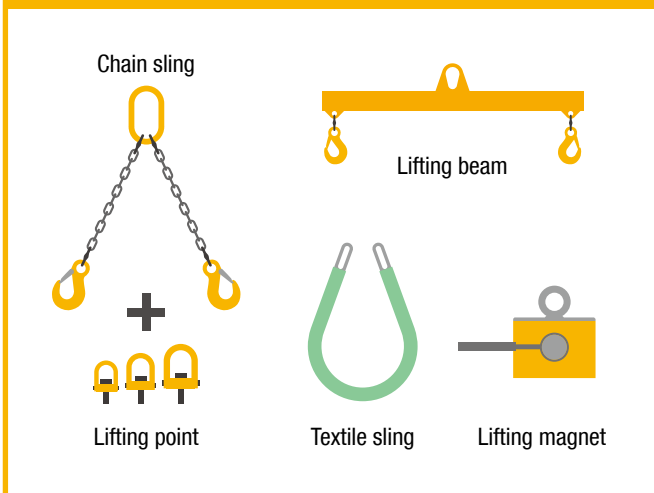 Chain sling
Lifting beam
Lifting point
Textile sling
Lifting magnet